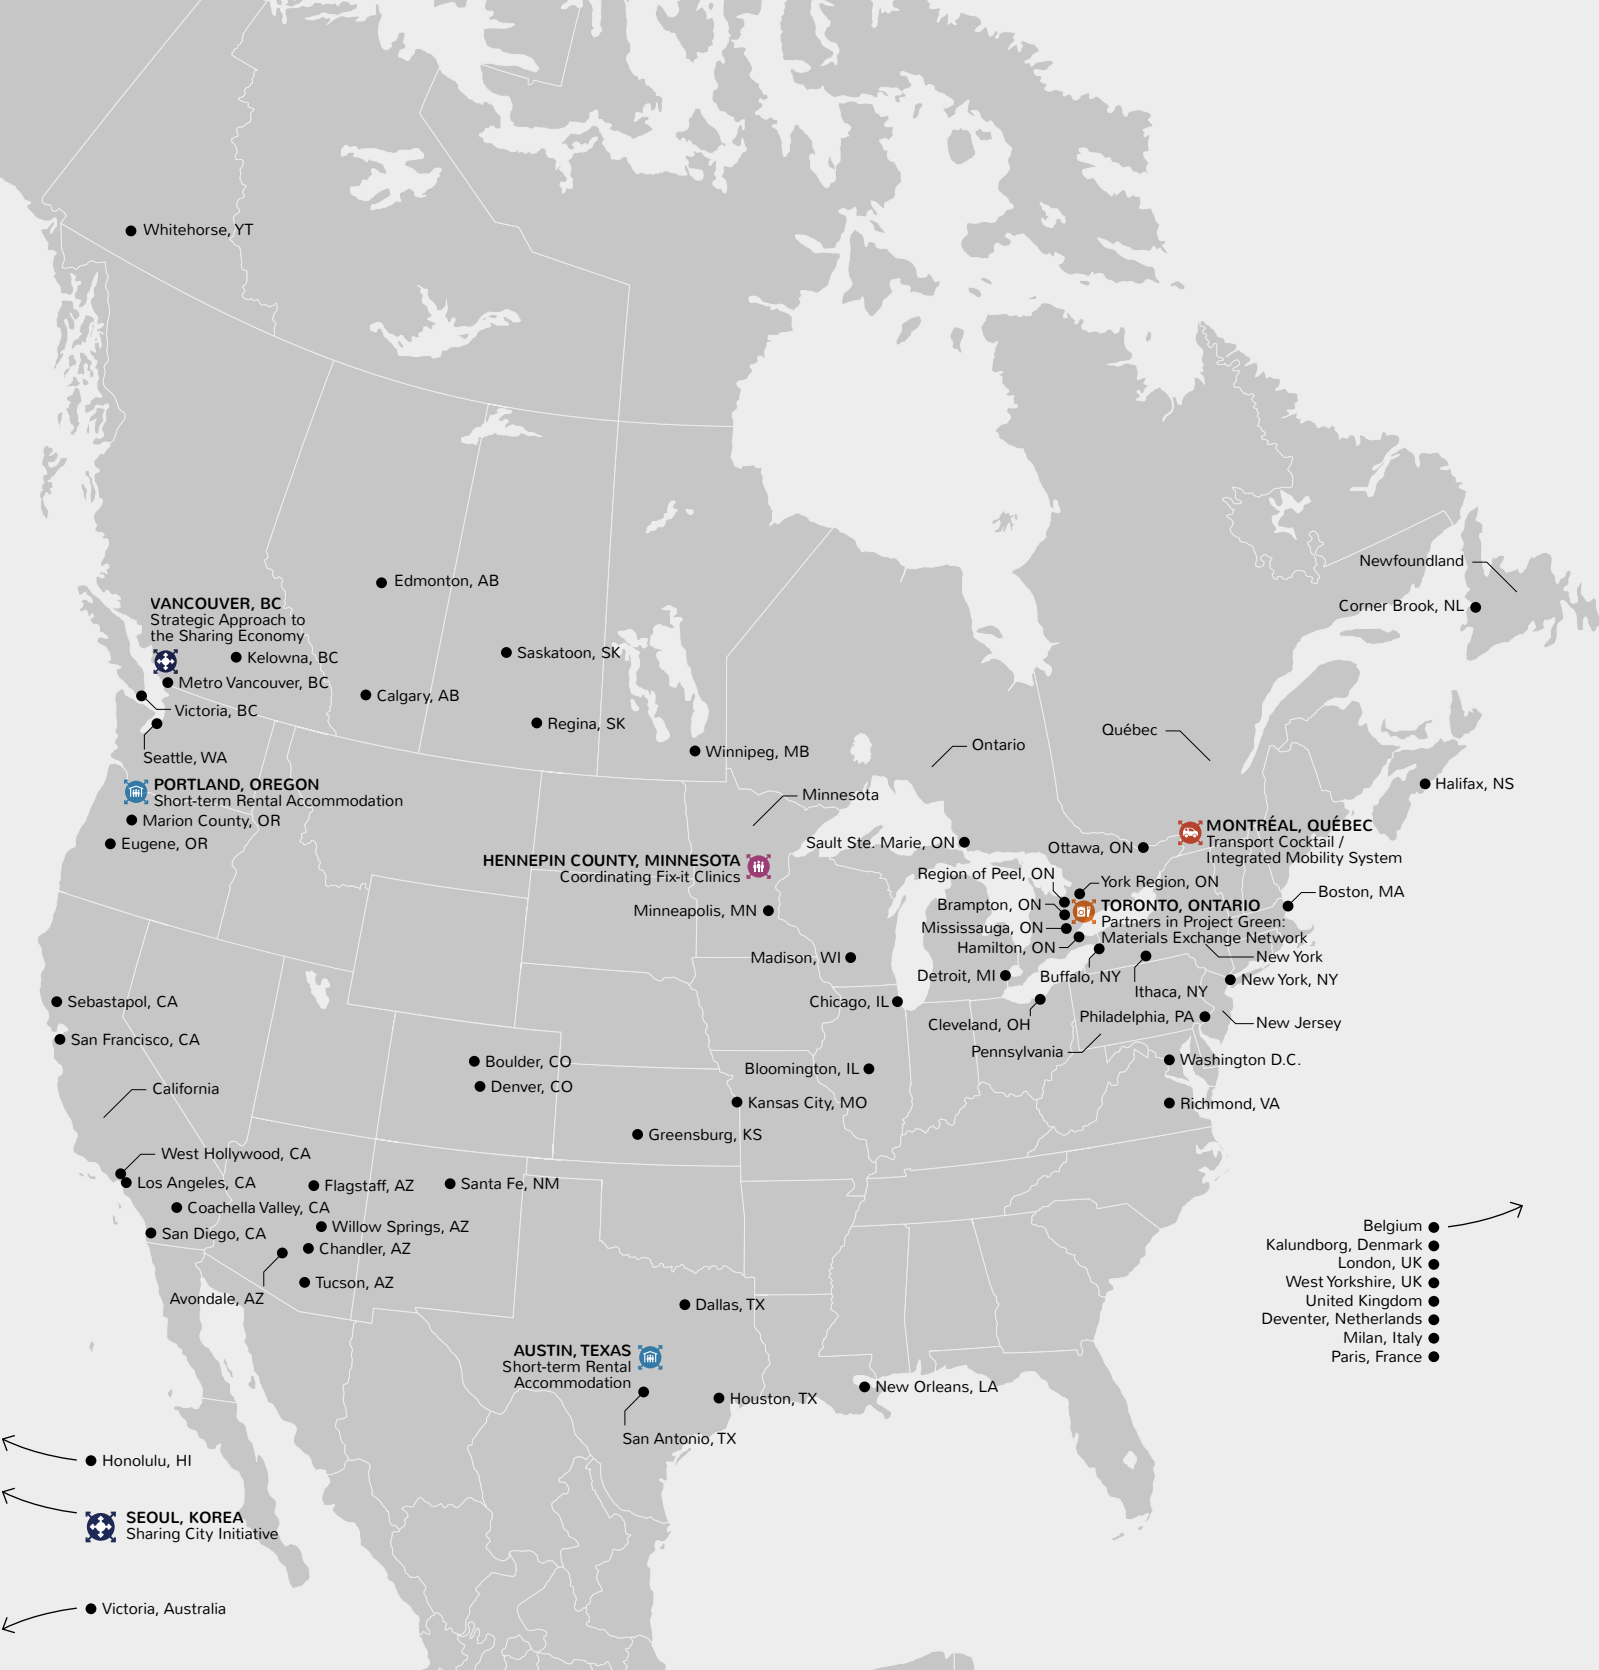 Whitehorse, YT
Newfoundland
Edmonton, AB
VANCOUVER, BC
Strategic Approach to
the Sharing Economy
Corner Brook, NL
Kelowna, BC
Saskatoon, SK
Metro Vancouver, BC
Calgary, AB
Victoria, BC
Regina, SK
Québec
Ontario
Winnipeg, MB
Seattle, WA
PORTLAND, OREGON
Short-term Rental Accommodation
Halifax, NS
Minnesota
Marion County, OR
MONTRÉAL, QUÉBEC
Transport Cocktail /
Integrated Mobility System
Eugene, OR
Sault Ste. Marie, ON
Ottawa, ON
HENNEPIN COUNTY, MINNESOTA
Coordinating Fix-it Clinics
Region of Peel, ON
York Region, ON
Boston, MA
Brampton, ON
TORONTO, ONTARIO
Partners in Project Green:
Materials Exchange Network
Minneapolis, MN
Mississauga, ON
Hamilton, ON
Madison, WI
New York
Detroit, MI
Buffalo, NY
New York, NY
Ithaca, NY
Sebastapol, CA
Chicago, IL
Philadelphia, PA
Cleveland, OH
New Jersey
San Francisco, CA
Pennsylvania
Boulder, CO
Washington D.C.
Bloomington, IL
Denver, CO
California
Kansas City, MO
Richmond, VA
Greensburg, KS
West Hollywood, CA
Los Angeles, CA
Flagstaff, AZ
Santa Fe, NM
Coachella Valley, CA
Willow Springs, AZ
San Diego, CA
Chandler, AZ
Tucson, AZ
Avondale, AZ
Belgium
Kalundborg, Denmark
London, UK
West Yorkshire, UK
United Kingdom
Deventer, Netherlands
Milan, Italy
Paris, France
Dallas, TX
AUSTIN, TEXAS
Short-term Rental
Accommodation
New Orleans, LA
Houston, TX
San Antonio, TX
Honolulu, HI
SEOUL, KOREA
Sharing City Initiative
Victoria, Australia